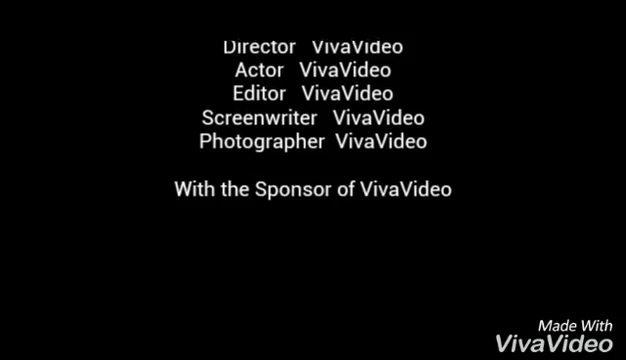 Director VivaVideo
Actor VivaVideo
Editor VivaVideo
Screenwriter VivaVideo
Photographer VivaVideo
With the Sponsor of VivaVideo
Made With
VivaVideo